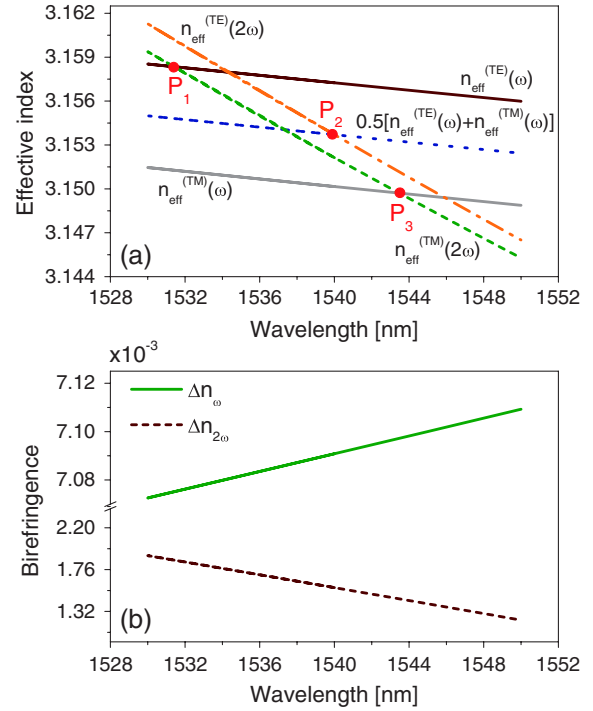 3.162
3.159
3.156
3.153
3.150
3.147
3.144
Effective index
n_eff^(TE)(2ω)
n_eff^(TE)(ω)
P₁
P₂
0.5[n_eff^(TE)(ω)+n_eff^(TM)(ω)]
n_eff^(TM)(ω)
P₃
n_eff^(TM)(2ω)
(a)
1528 1532 1536 1540 1544 1548 1552
Wavelength [nm]
x10⁻³
7.12
7.10
7.08
2.20
1.76
1.32
Birefringence
Δn_ω
Δn_2ω
(b)
1528 1532 1536 1540 1544 1548 1552
Wavelength [nm]